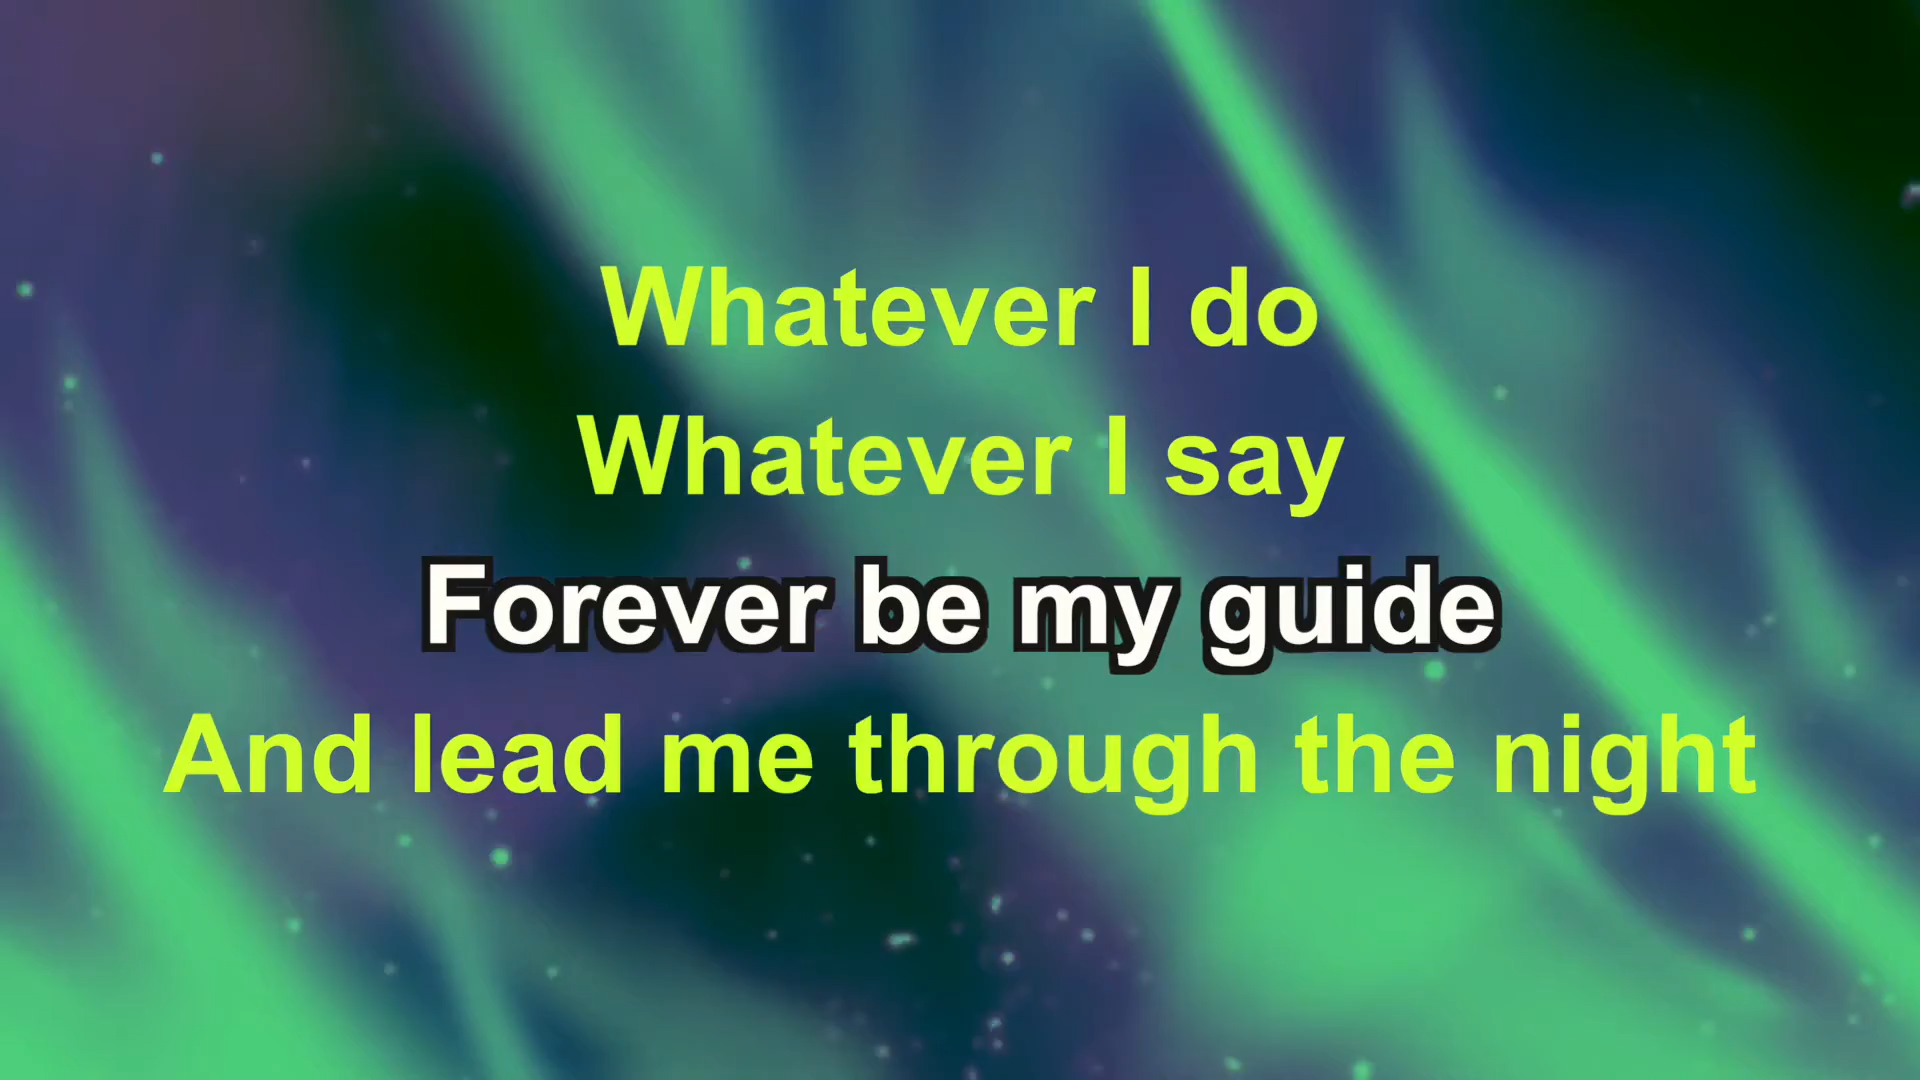 Whatever I do
Whatever I say
Forever be my guide
And lead me through the night